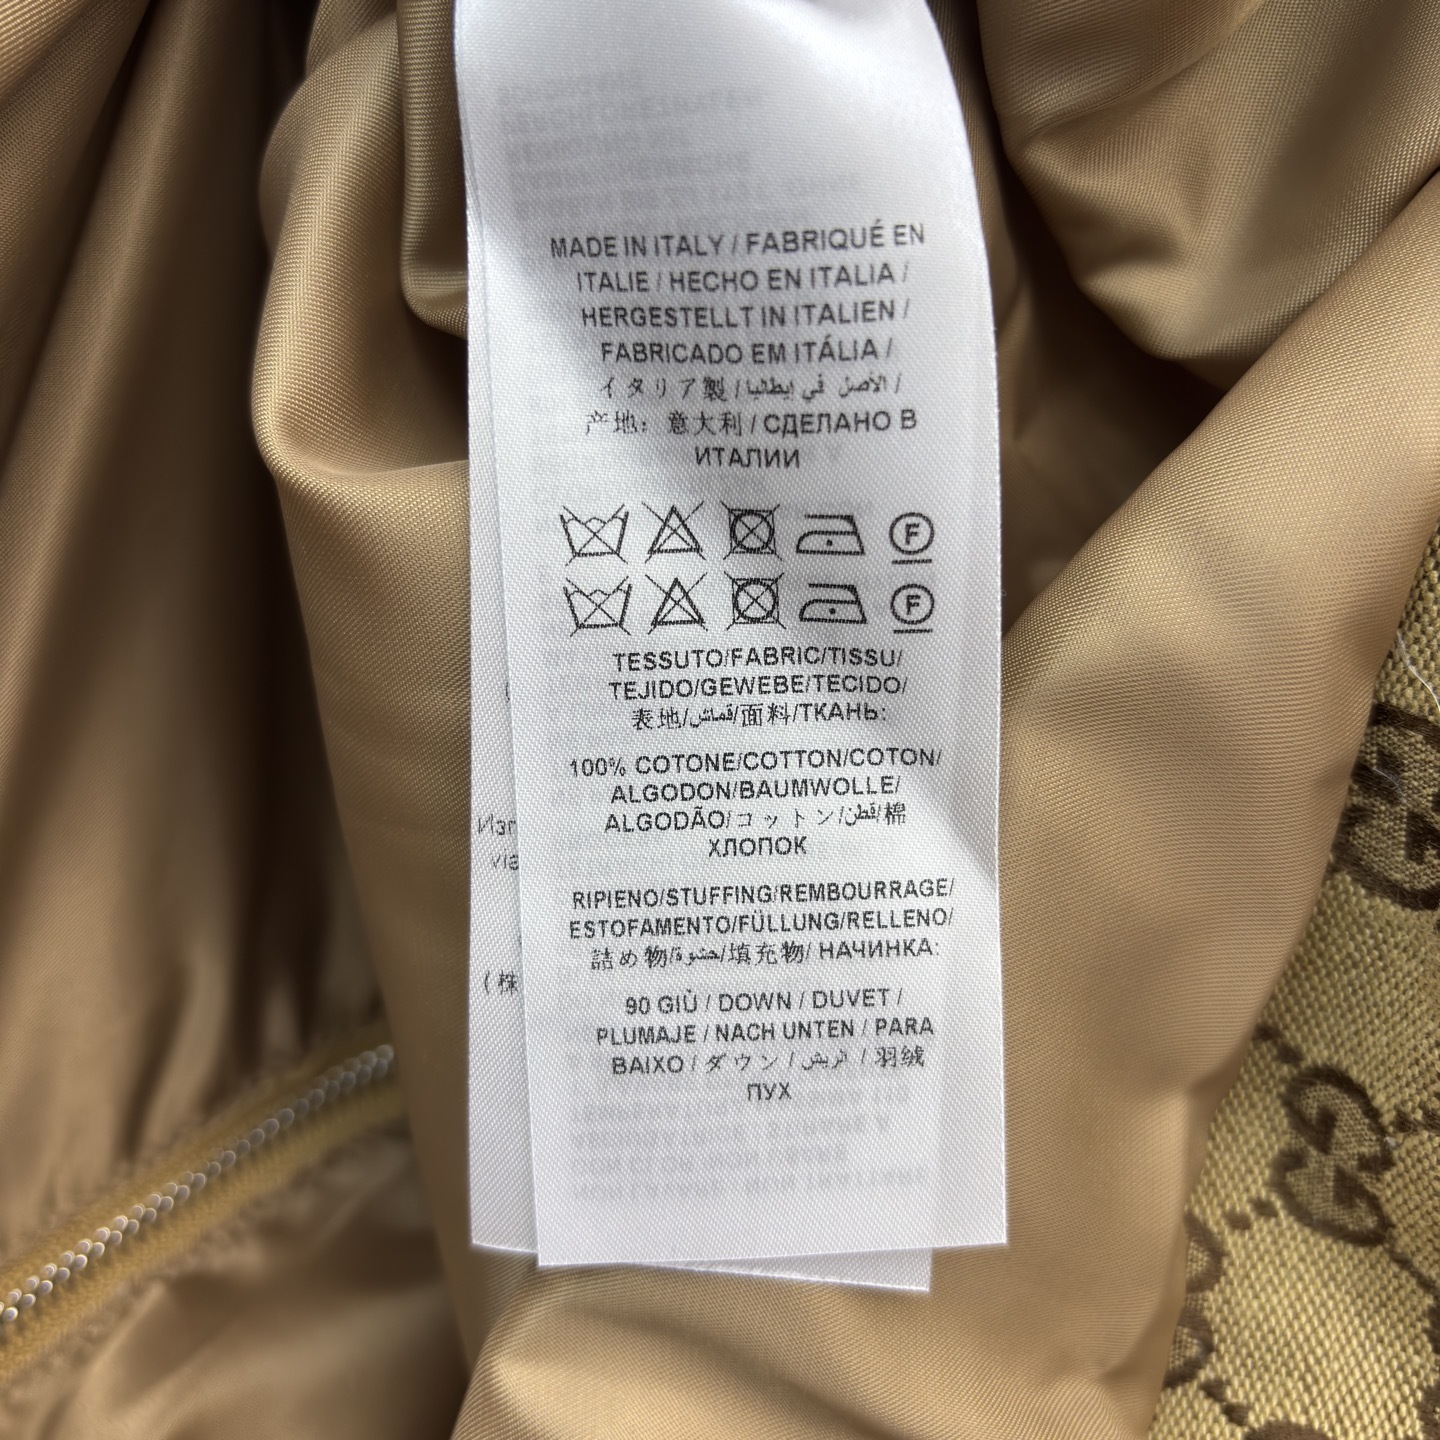 MADE IN ITALY / FABRIQUÉ EN
ITALIE / HECHO EN ITALIA /
HERGESTELLT IN ITALIEN /
FABRICADO EM ITÁLIA /
イタリア製 / الأصل في إيطاليا /
产地：意大利 / СДЕЛАНО В
ИТАЛИИ
F
F
TESSUTO/FABRIC/TISSU/
TEJIDO/GEWEBE/TECIDO/
表地/قماش/面料/ТКАНЬ:
100% COTONE/COTTON/COTON/
ALGODON/BAUMWOLLE/
ALGODÃO/コットン/قطن/棉
ХЛОПОК
RIPIENO/STUFFING/REMBOURRAGE/
ESTOFAMENTO/FÜLLUNG/RELLENO/
詰め物/حشوة/填充物/ НАЧИНКА:
90 GIÙ / DOWN / DUVET /
PLUMAJE / NACH UNTEN / PARA
BAIXO / ダウン / الريش / 羽绒
ПУХ
(株